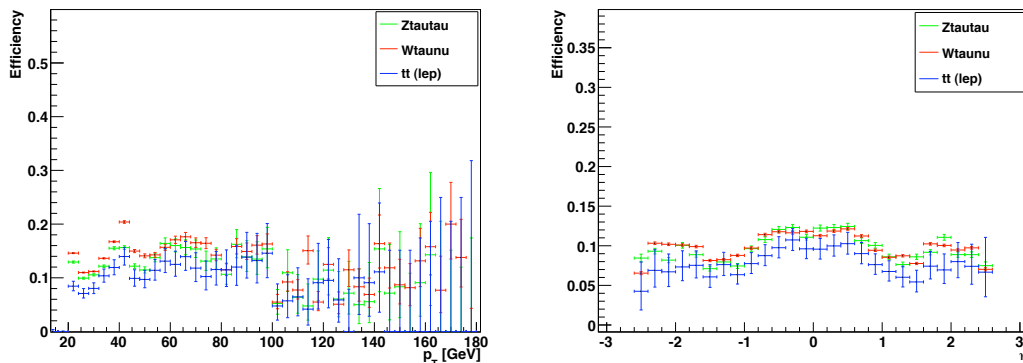 Efficiency
0.5
0.4
0.3
0.2
0.1
0
20 40 60 80 100 120 140 160 180
p [GeV]
Ztautau
Wtaunu
tt (lep)
Efficiency
0.35
0.3
0.25
0.2
0.15
0.1
0.05
0
-3 -2 -1 0 1 2 3
Ztautau
Wtaunu
tt (lep)